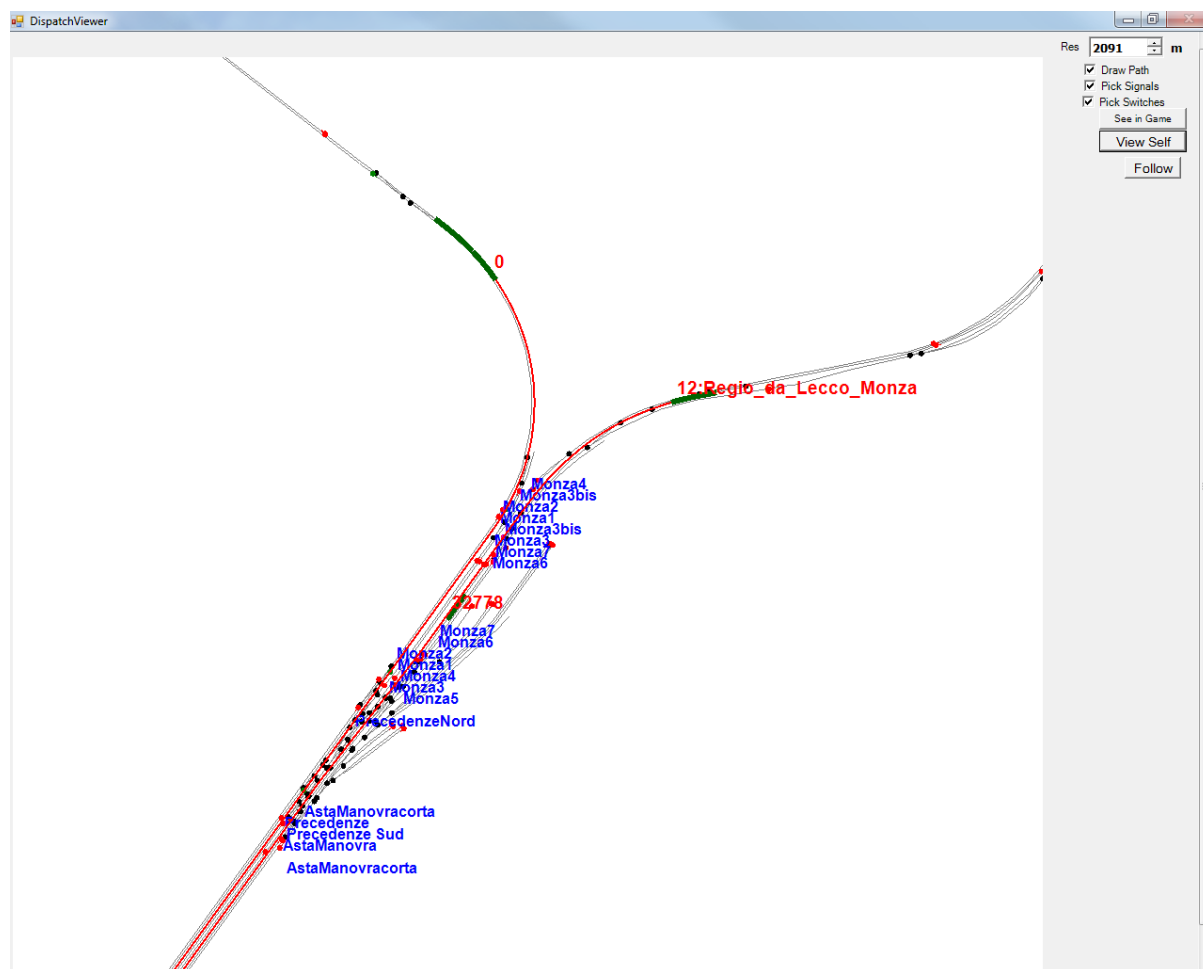 DispatchViewer
Res 2091 m
Draw Path
Pick Signals
Pick Switches
See in Game
View Self
Follow
0
12:Regio_da_Lecco_Monza
Monza4
Monza3bis
Monza2
Monza1
Monza3bis
Monza3
Monza7
Monza6
22778
Monza7
Monza6
Monza2
Monza1
Monza4
Monza3
Monza5
PrecedenzeNord
AstaManovracorta
Precedenze
Precedenze Sud
AstaManovra
AstaManovracorta